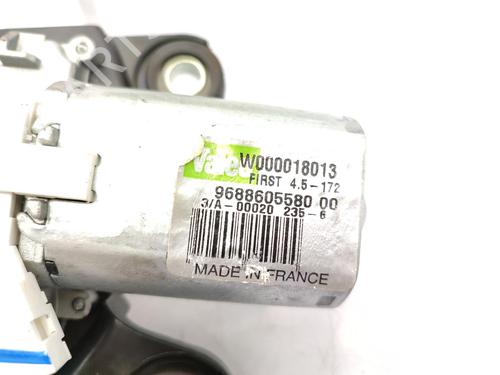 Valeo
W000018013
FIRST 4.5-172
9688605580 00
3/A-00020 235-6
MADE IN FRANCE